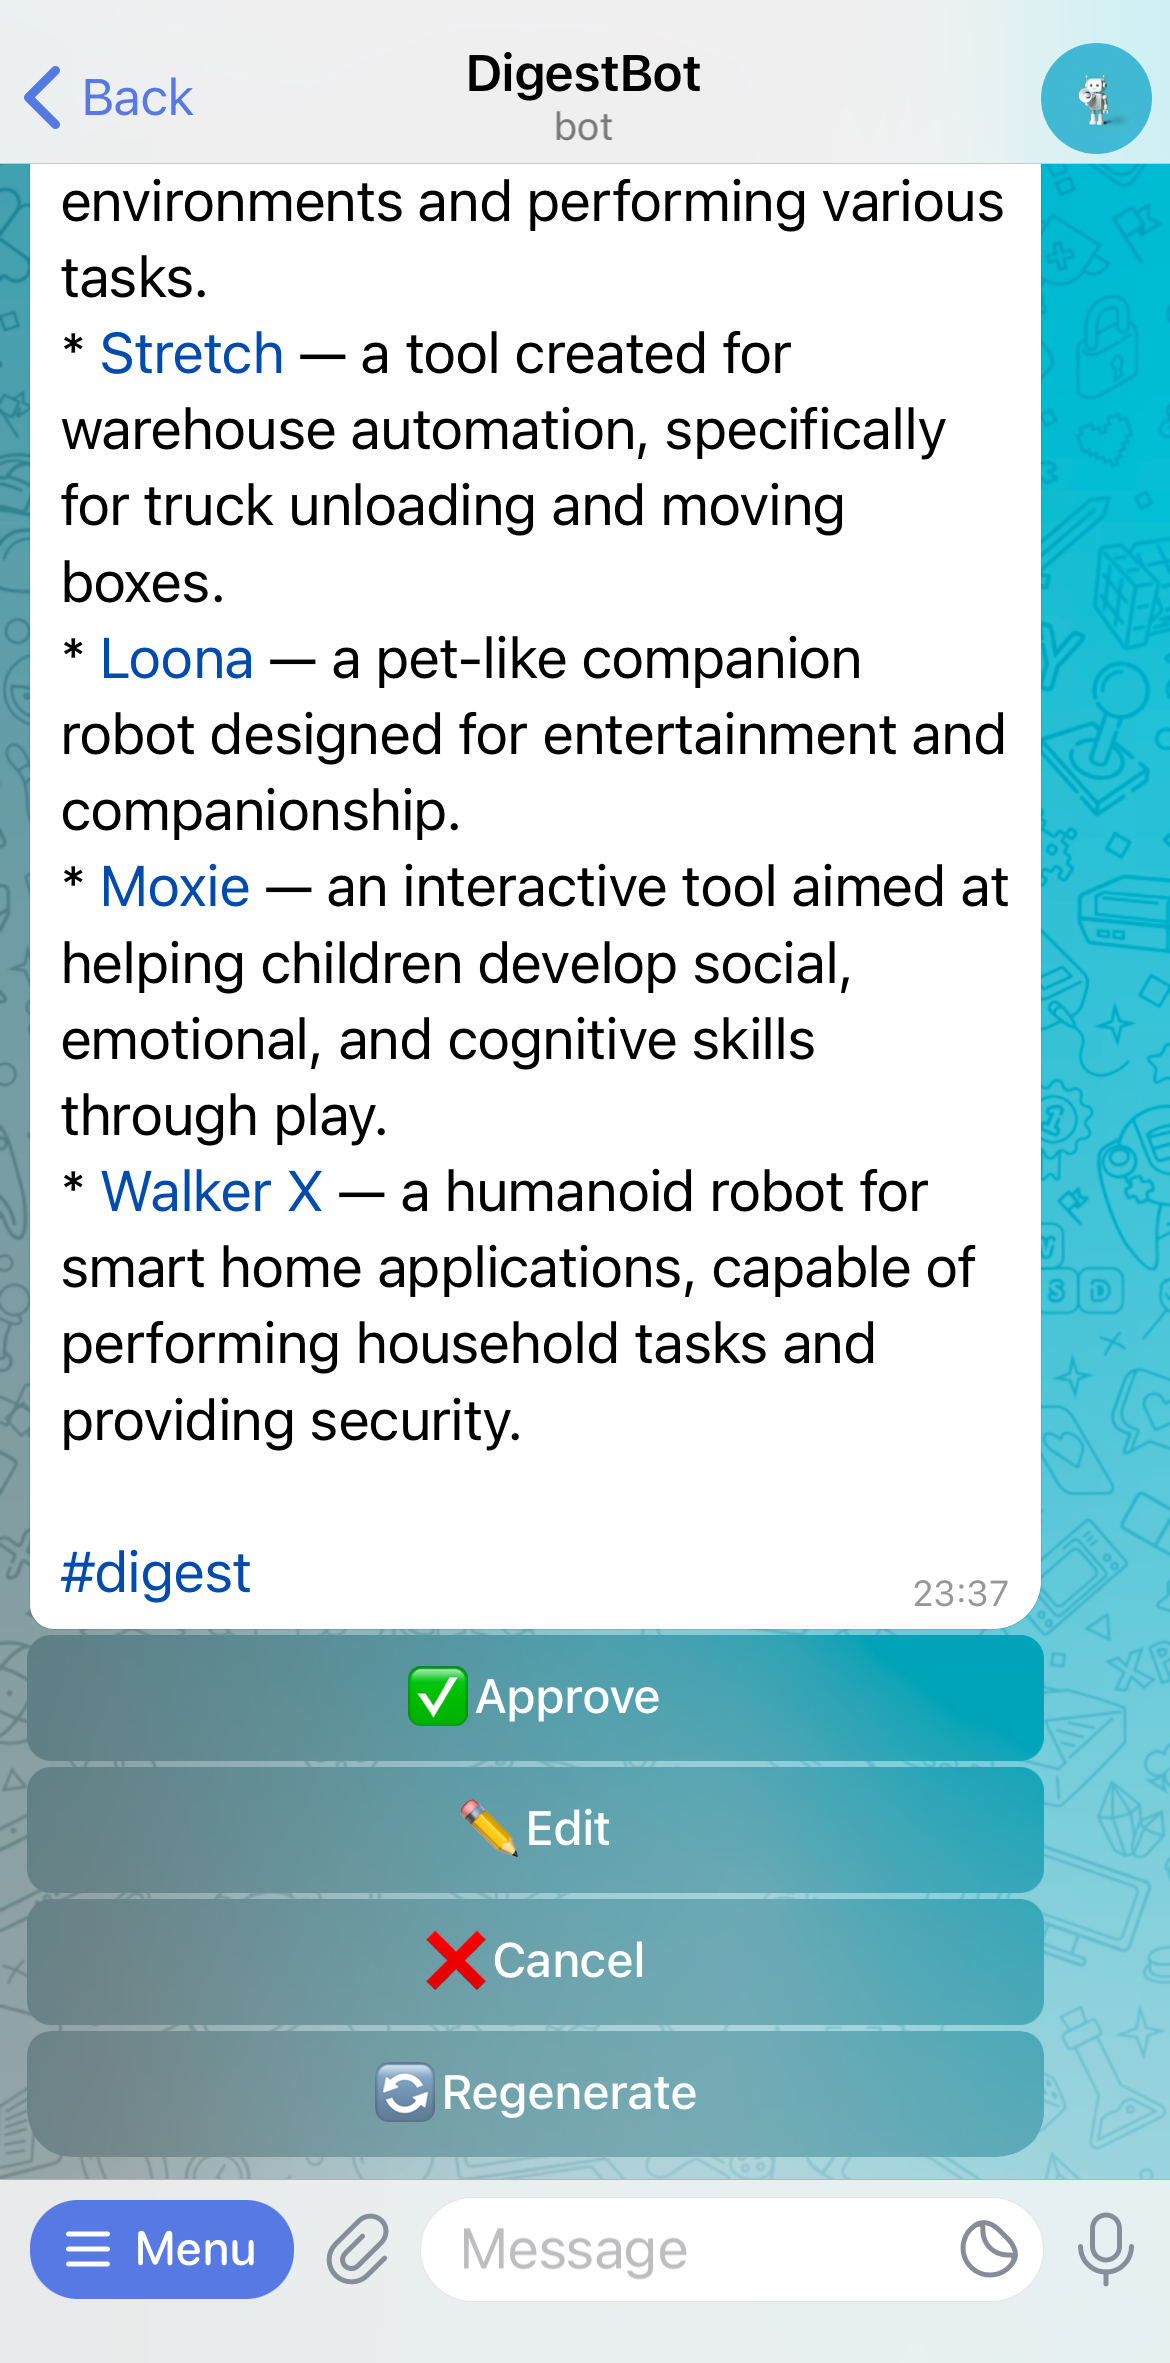 Back
DigestBot
bot
environments and performing various
tasks.
* Stretch — a tool created for
warehouse automation, specifically
for truck unloading and moving
boxes.
* Loona — a pet-like companion
robot designed for entertainment and
companionship.
* Moxie — an interactive tool aimed at
helping children develop social,
emotional, and cognitive skills
through play.
* Walker X — a humanoid robot for
smart home applications, capable of
performing household tasks and
providing security.
#digest
23:37
✅Approve
✏️Edit
❌Cancel
🔄Regenerate
Menu
Message